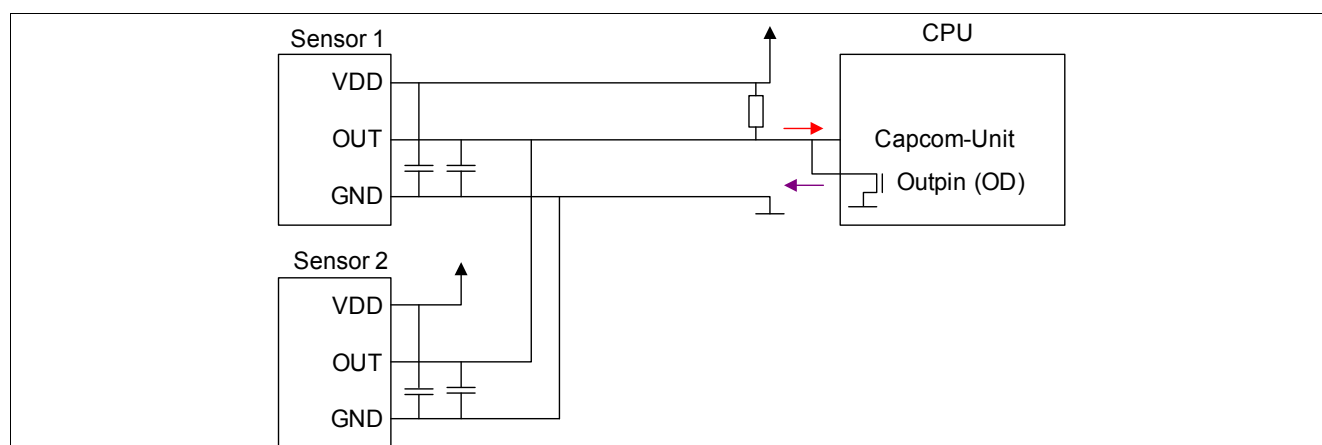 Sensor 1
CPU
VDD
OUT
Capcom-Unit
GND
Outpin (OD)
Sensor 2
VDD
OUT
GND